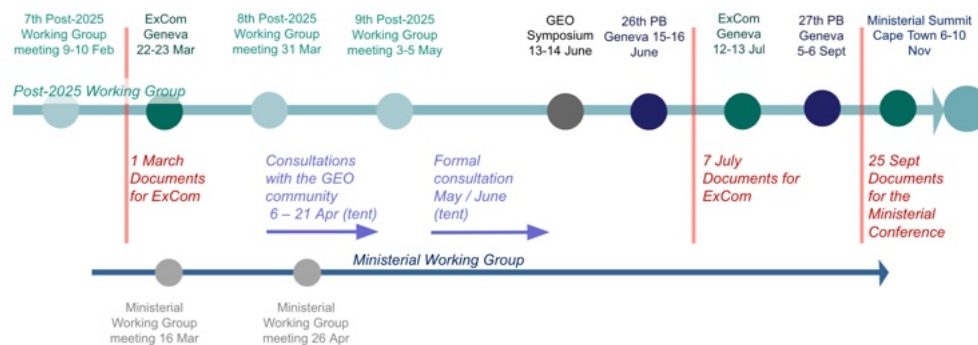 7th Post-2025
Working Group
meeting 9-10 Feb
ExCom
Geneva
22-23 Mar
8th Post-2025
Working Group
meeting 31 Mar
9th Post-2025
Working Group
meeting 3-5 May
GEO
Symposium
13-14 June
26th PB
Geneva 15-16
June
ExCom
Geneva
12-13 Jul
27th PB
Geneva
5-6 Sept
Ministerial Summit
Cape Town 6-10
Nov
Post-2025 Working Group
1 March
Documents
for ExCom
Consultations
with the GEO
community
6 – 21 Apr (tent)
Formal
consultation
May / June
(tent)
7 July
Documents for
ExCom
25 Sept
Documents
for the
Ministerial
Conference
Ministerial Working Group
Ministerial
Working Group
meeting 16 Mar
Ministerial
Working Group
meeting 26 Apr